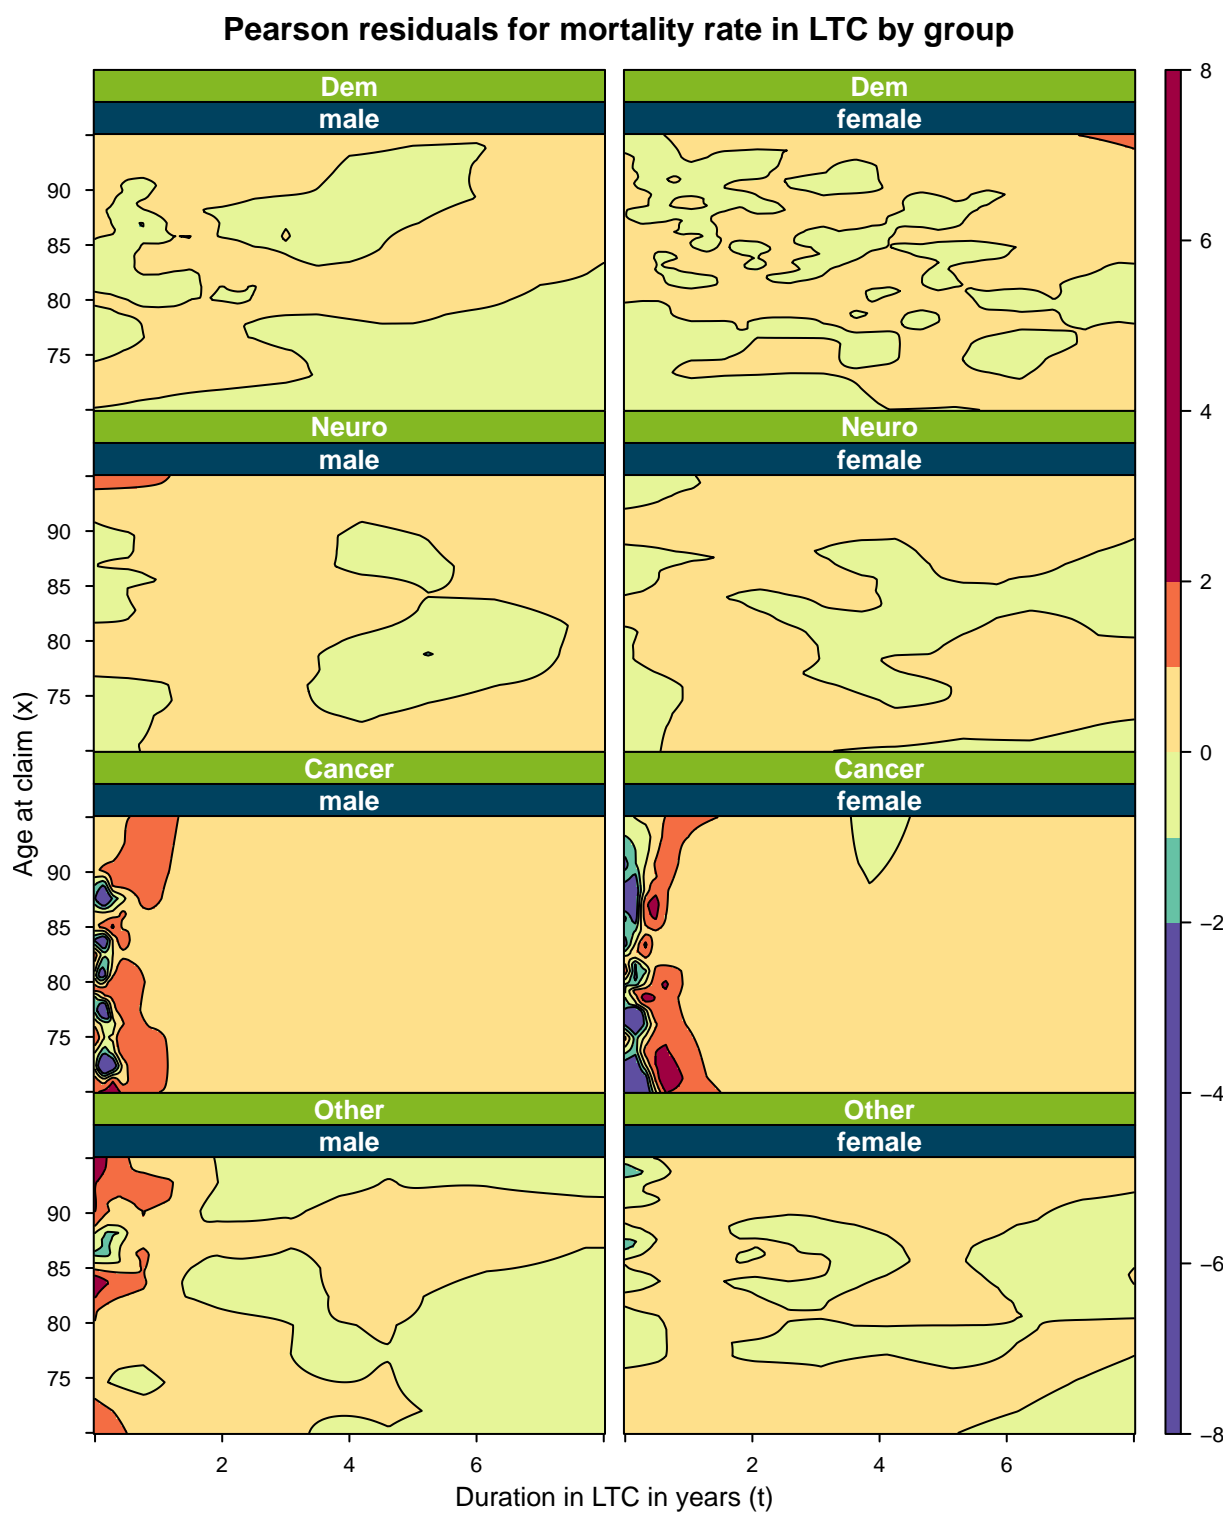 Pearson residuals for mortality rate in LTC by group
Dem
Dem
male
female
90
85
80
75
Neuro
Neuro
male
female
90
85
80
75
Cancer
Cancer
male
female
90
85
80
75
Other
Other
male
female
90
85
80
75
2
4
6
2
4
6
Age at claim (x)
Duration in LTC in years (t)
8
6
4
2
0
−2
−4
−6
−8